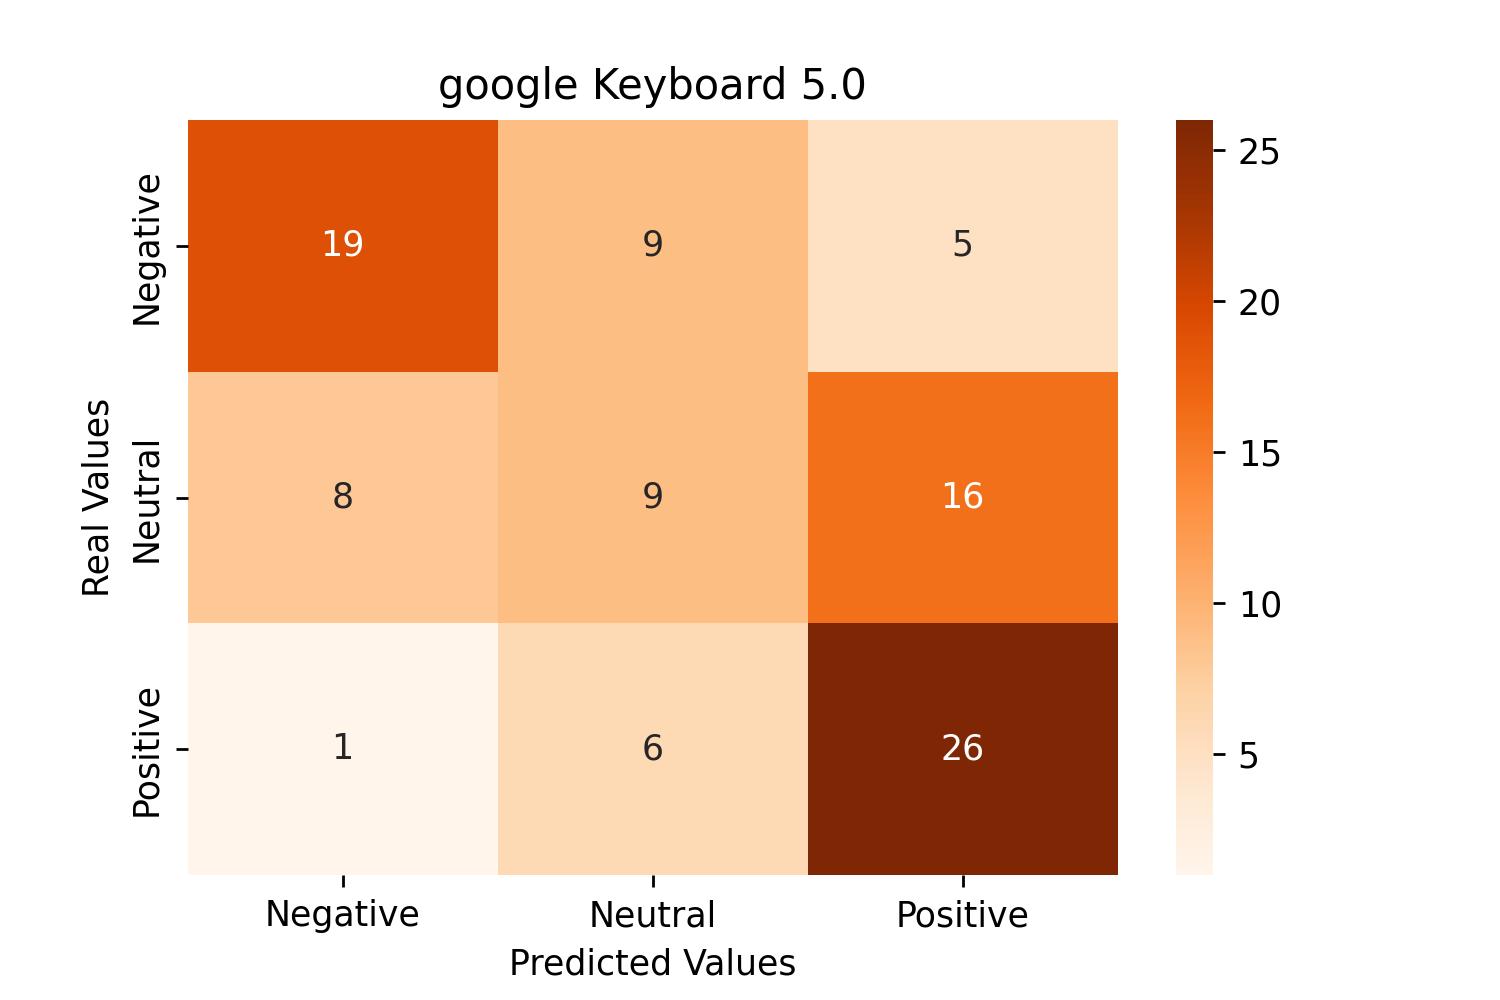 google Keyboard 5.0
Real Values
Negative
19 9 5
Neutral
8 9 16
Positive
1 6 26
Negative Neutral Positive
Predicted Values
25
20
15
10
5